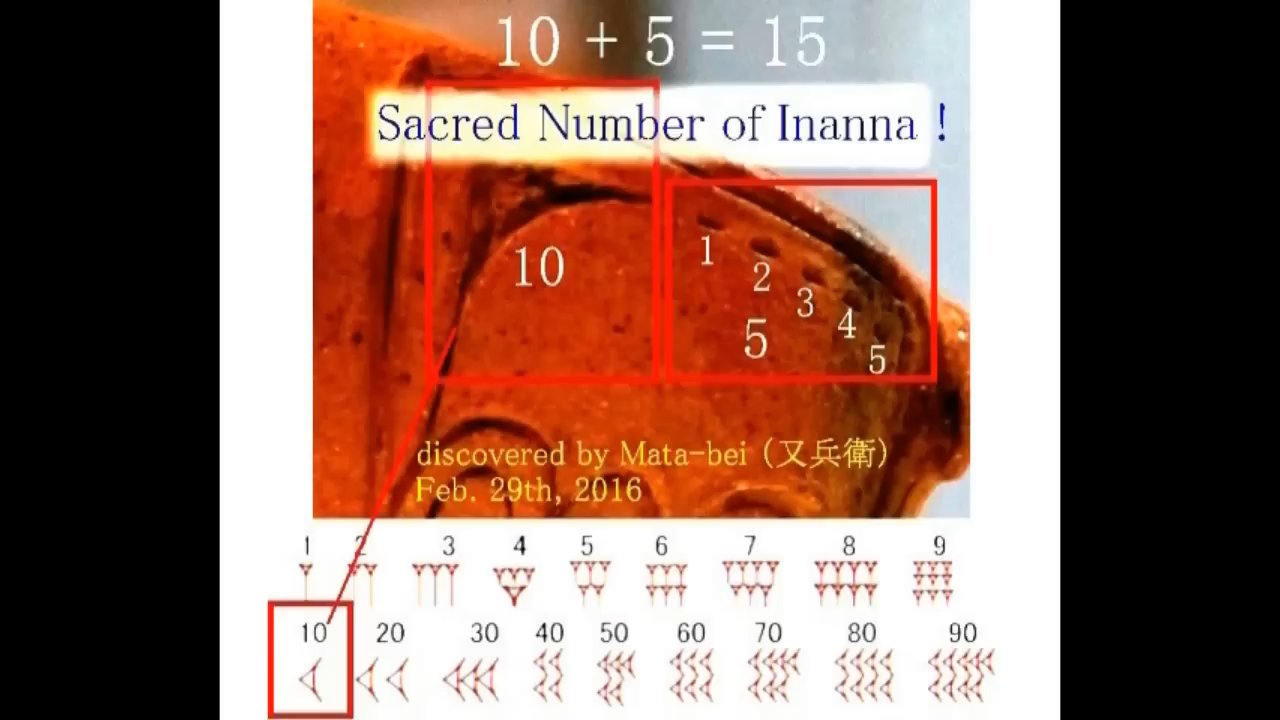 10 + 5 = 15
Sacred Number of Inanna !
10
1
2
3
4
5
5
discovered by Mata-bei (又兵衛)
Feb. 29th, 2016
1 2 3 4 5 6 7 8 9
10 20 30 40 50 60 70 80 90